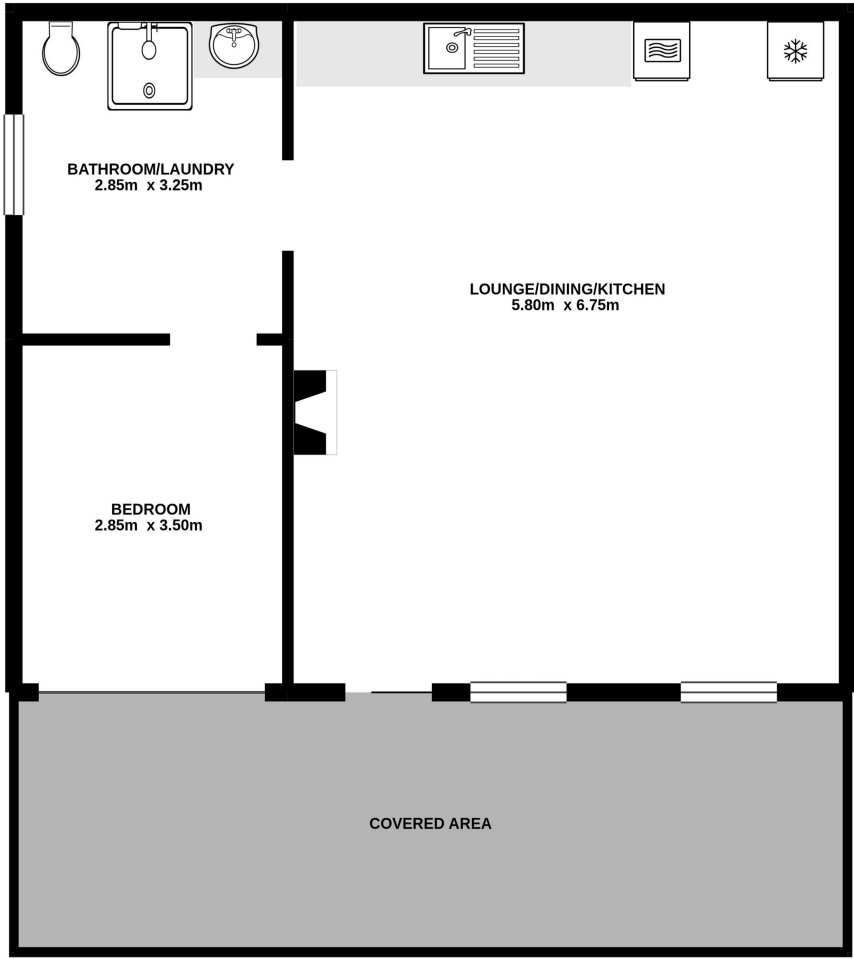 BATHROOM/LAUNDRY
2.85m x 3.25m
LOUNGE/DINING/KITCHEN
5.80m x 6.75m
BEDROOM
2.85m x 3.50m
COVERED AREA